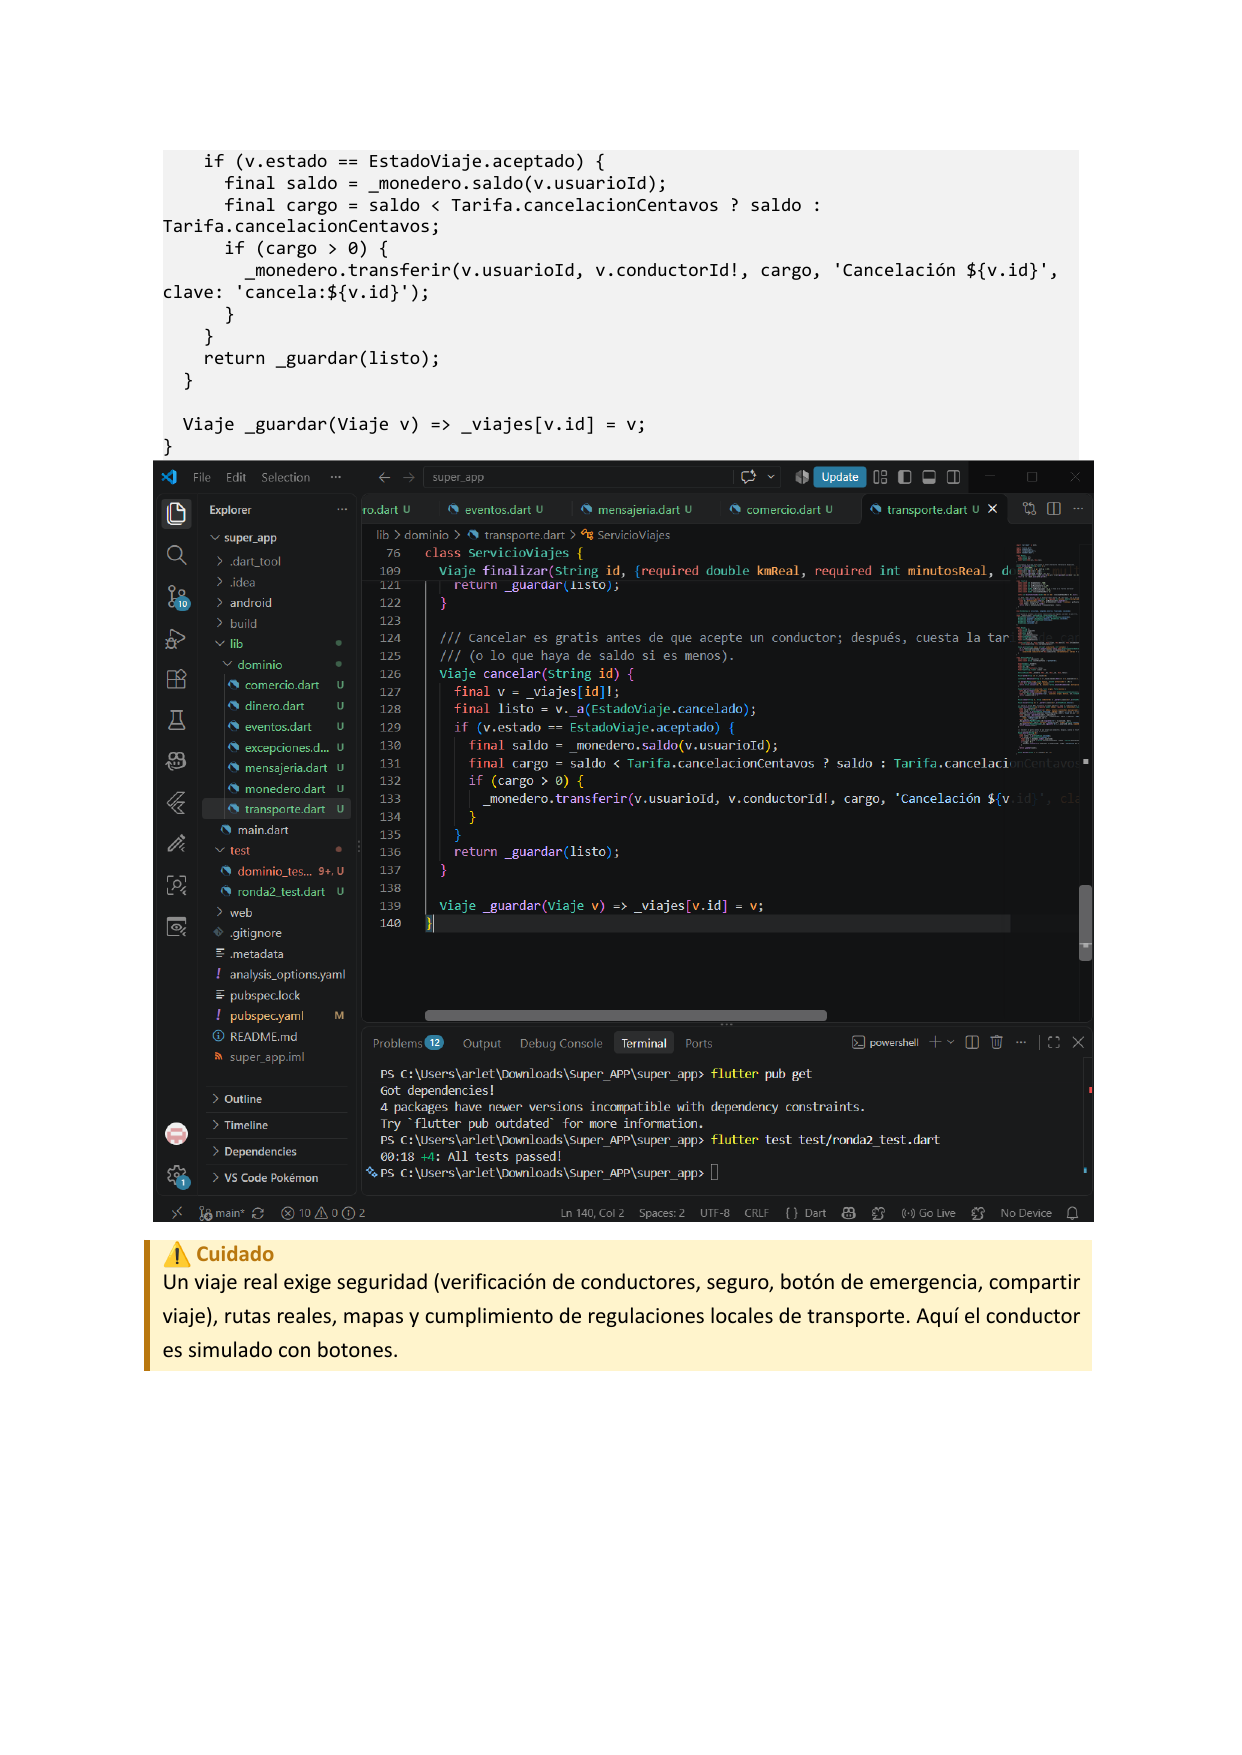 if (v.estado == EstadoViaje.aceptado) {
      final saldo = _monedero.saldo(v.usuarioId);
      final cargo = saldo < Tarifa.cancelacionCentavos ? saldo :
Tarifa.cancelacionCentavos;
      if (cargo > 0) {
        _monedero.transferir(v.usuarioId, v.conductorId!, cargo, 'Cancelación ${v.id}',
clave: 'cancela:${v.id}');
      }
    }
    return _guardar(listo);
  }

  Viaje _guardar(Viaje v) => _viajes[v.id] = v;
}
File Edit Selection ··· super_app Update
Explorer ···
super_app
.dart_tool
.idea
android
build
lib
dominio
comercio.dart U
dinero.dart U
eventos.dart U
excepciones.d... U
mensajeria.dart U
monedero.dart U
transporte.dart U
main.dart
test
dominio_tes... 9+, U
ronda2_test.dart U
web
.gitignore
.metadata
analysis_options.yaml
pubspec.lock
pubspec.yaml M
README.md
super_app.iml
Outline
Timeline
Dependencies
VS Code Pokémon
10
1
ro.dart U eventos.dart U mensajeria.dart U comercio.dart U transporte.dart U
lib > dominio > transporte.dart > ServicioViajes
76 class ServicioViajes {
109 Viaje finalizar(String id, {required double kmReal, required int minutosReal, d
121 return _guardar(listo);
122 }
123
124 /// Cancelar es gratis antes de que acepte un conductor; después, cuesta la tar
125 /// (o lo que haya de saldo si es menos).
126 Viaje cancelar(String id) {
127 final v = _viajes[id]!;
128 final listo = v._a(EstadoViaje.cancelado);
129 if (v.estado == EstadoViaje.aceptado) {
130 final saldo = _monedero.saldo(v.usuarioId);
131 final cargo = saldo < Tarifa.cancelacionCentavos ? saldo : Tarifa.cancelacionCentavos
132 if (cargo > 0) {
133 _monedero.transferir(v.usuarioId, v.conductorId!, cargo, 'Cancelación ${v.id}', cla
134 }
135 }
136 return _guardar(listo);
137 }
138
139 Viaje _guardar(Viaje v) => _viajes[v.id] = v;
140 }
Problems 12 Output Debug Console Terminal Ports powershell
PS C:\Users\arlet\Downloads\Super_APP\super_app> flutter pub get
Got dependencies!
4 packages have newer versions incompatible with dependency constraints.
Try `flutter pub outdated` for more information.
PS C:\Users\arlet\Downloads\Super_APP\super_app> flutter test test/ronda2_test.dart
00:18 +4: All tests passed!
PS C:\Users\arlet\Downloads\Super_APP\super_app>
main* 10 0 2 Ln 140, Col 2 Spaces: 2 UTF-8 CRLF { } Dart Go Live No Device
⚠️ Cuidado
Un viaje real exige seguridad (verificación de conductores, seguro, botón de emergencia, compartir
viaje), rutas reales, mapas y cumplimiento de regulaciones locales de transporte. Aquí el conductor
es simulado con botones.